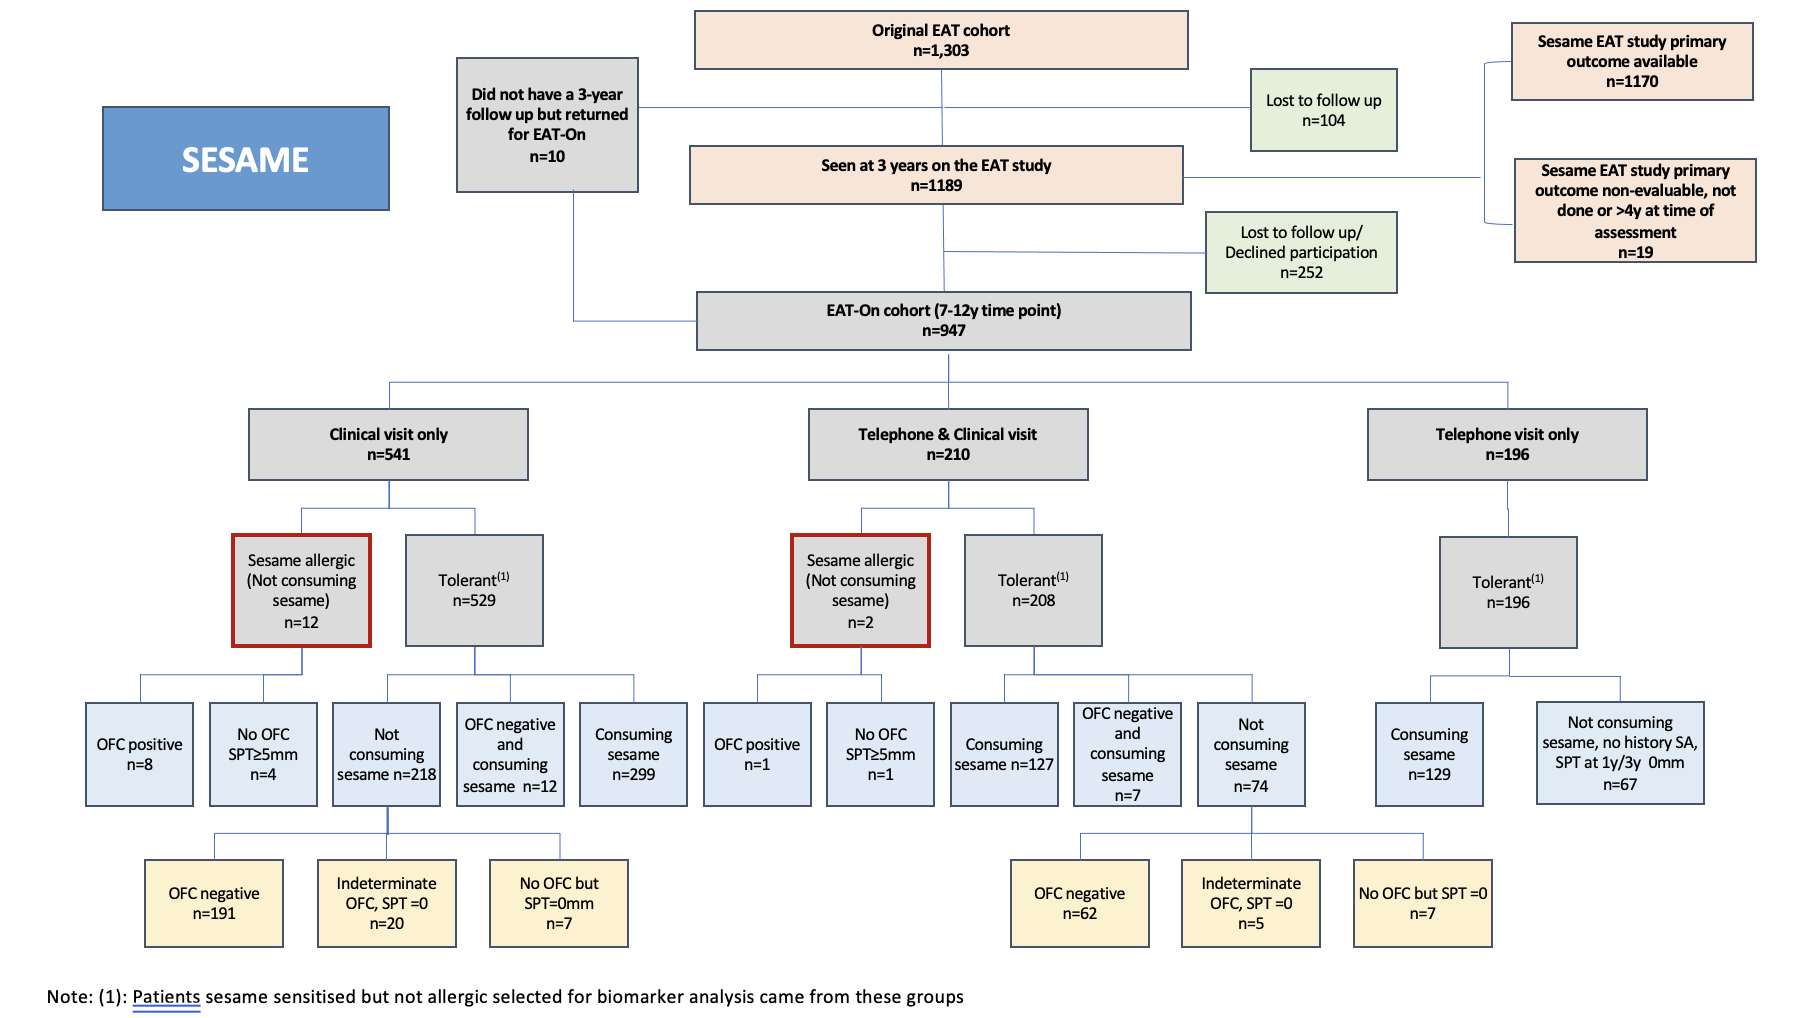 Original EAT cohort
n=1,303
Sesame EAT study primary
outcome available
n=1170
Did not have a 3-year
follow up but returned
for EAT-On
n=10
Lost to follow up
n=104
SESAME
Seen at 3 years on the EAT study
n=1189
Sesame EAT study primary
outcome non-evaluable, not
done or >4y at time of
assessment
n=19
Lost to follow up/
Declined participation
n=252
EAT-On cohort (7-12y time point)
n=947
Clinical visit only
n=541
Telephone & Clinical visit
n=210
Telephone visit only
n=196
Sesame allergic
(Not consuming
sesame)
n=12
Tolerant(1)
n=529
Sesame allergic
(Not consuming
sesame)
n=2
Tolerant(1)
n=208
Tolerant(1)
n=196
OFC positive
n=8
No OFC
SPT≥5mm
n=4
Not
consuming
sesame n=218
OFC negative
and
consuming
sesame n=12
Consuming
sesame
n=299
OFC positive
n=1
No OFC
SPT≥5mm
n=1
Consuming
sesame n=127
OFC negative
and
consuming
sesame
n=7
Not
consuming
sesame
n=74
Consuming
sesame
n=129
Not consuming
sesame, no history SA,
SPT at 1y/3y 0mm
n=67
OFC negative
n=191
Indeterminate
OFC, SPT =0
n=20
No OFC but
SPT=0mm
n=7
OFC negative
n=62
Indeterminate
OFC, SPT =0
n=5
No OFC but SPT =0
n=7
Note: (1): Patients sesame sensitised but not allergic selected for biomarker analysis came from these groups